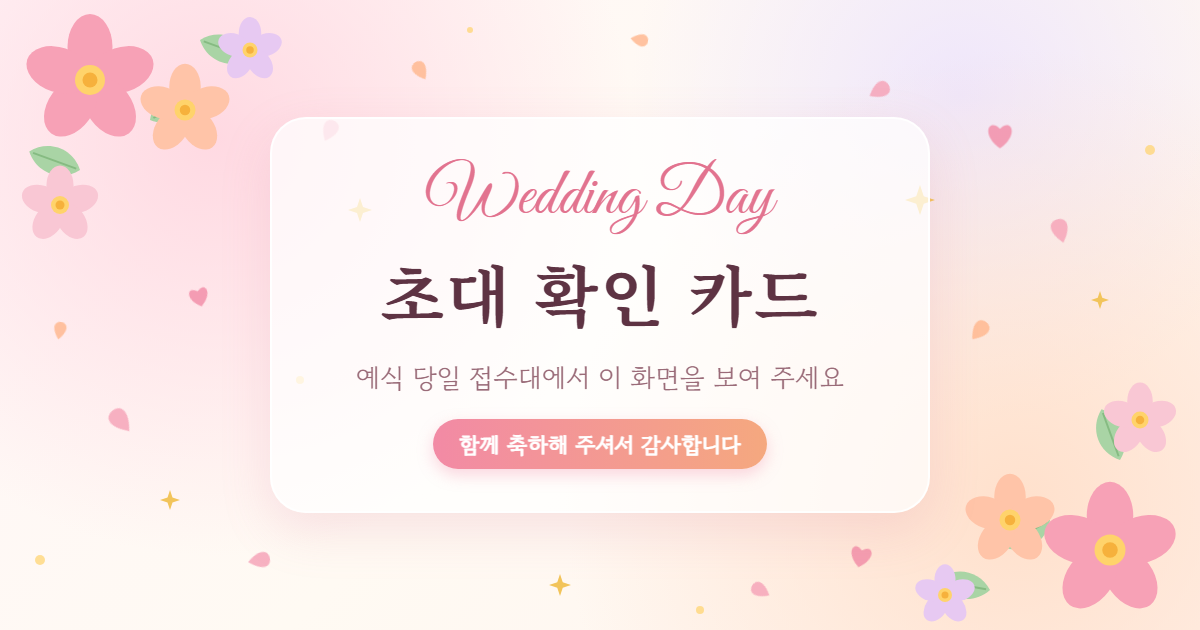 Wedding Day
초대 확인 카드
예식 당일 접수대에서 이 화면을 보여 주세요
함께 축하해 주셔서 감사합니다